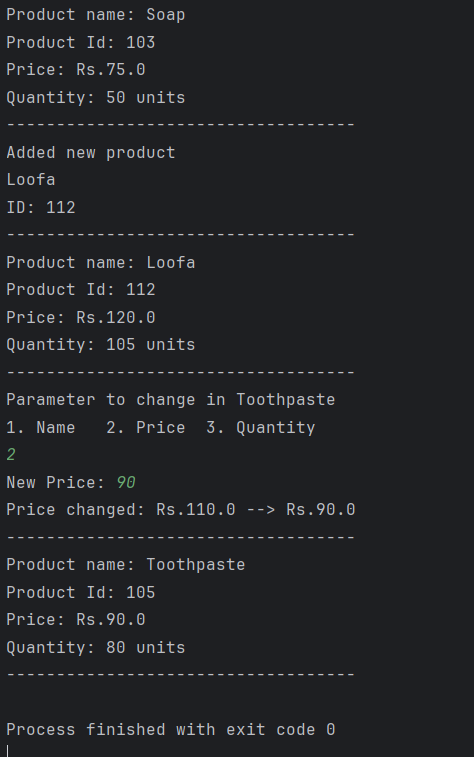 Product name: Soap
Product Id: 103
Price: Rs.75.0
Quantity: 50 units
-----------------------------------
Added new product
Loofa
ID: 112
-----------------------------------
Product name: Loofa
Product Id: 112
Price: Rs.120.0
Quantity: 105 units
-----------------------------------
Parameter to change in Toothpaste
1. Name   2. Price  3. Quantity
2
New Price: 90
Price changed: Rs.110.0 --> Rs.90.0
-----------------------------------
Product name: Toothpaste
Product Id: 105
Price: Rs.90.0
Quantity: 80 units
-----------------------------------
Process finished with exit code 0